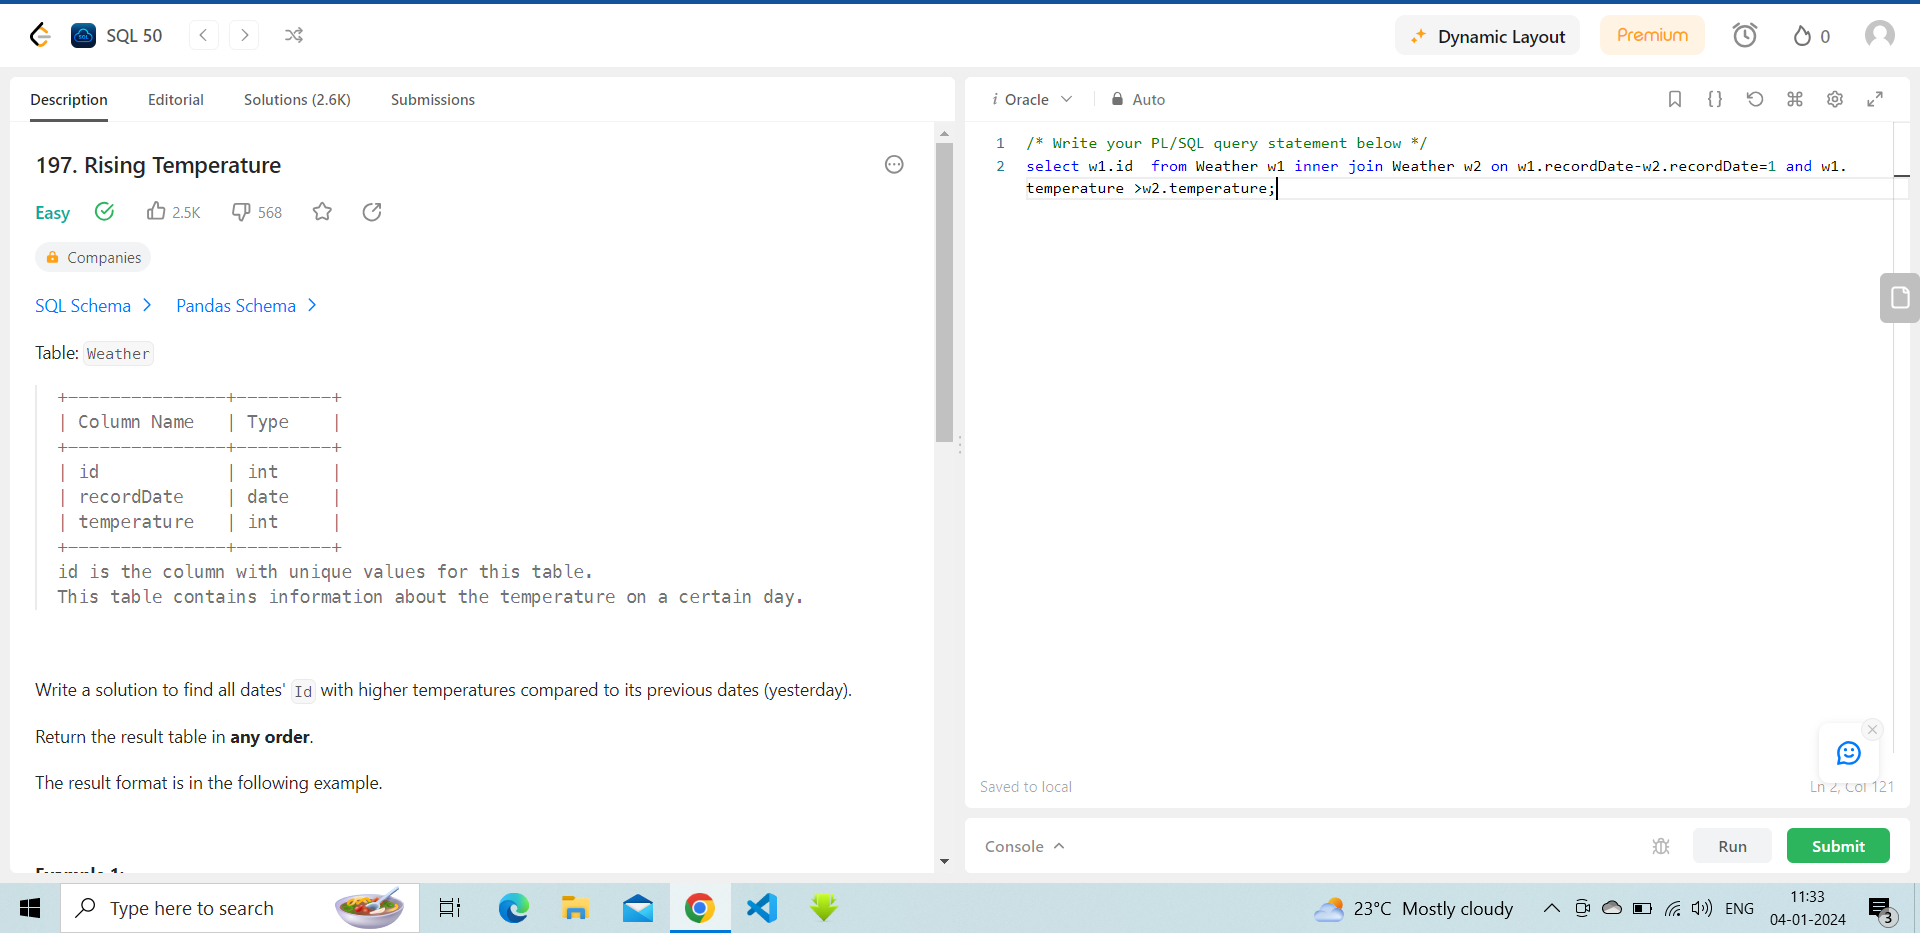 SQL 50
Dynamic Layout
Premium
0
Description
Editorial
Solutions (2.6K)
Submissions
197. Rising Temperature
Easy
2.5K
568
Companies
SQL Schema
Pandas Schema
Table: Weather
+---------------+---------+
| Column Name   | Type    |
+---------------+---------+
| id            | int     |
| recordDate    | date    |
| temperature   | int     |
+---------------+---------+
id is the column with unique values for this table.
This table contains information about the temperature on a certain day.
Write a solution to find all dates' Id with higher temperatures compared to its previous dates (yesterday).
Return the result table in any order.
The result format is in the following example.
Example 1:
i Oracle
Auto
1 /* Write your PL/SQL query statement below */
2 select w1.id  from Weather w1 inner join Weather w2 on w1.recordDate-w2.recordDate=1 and w1.
temperature >w2.temperature;
Saved to local
Ln 2, Col 121
Console
Run
Submit
Type here to search
23°C Mostly cloudy
ENG
11:33
04-01-2024
3